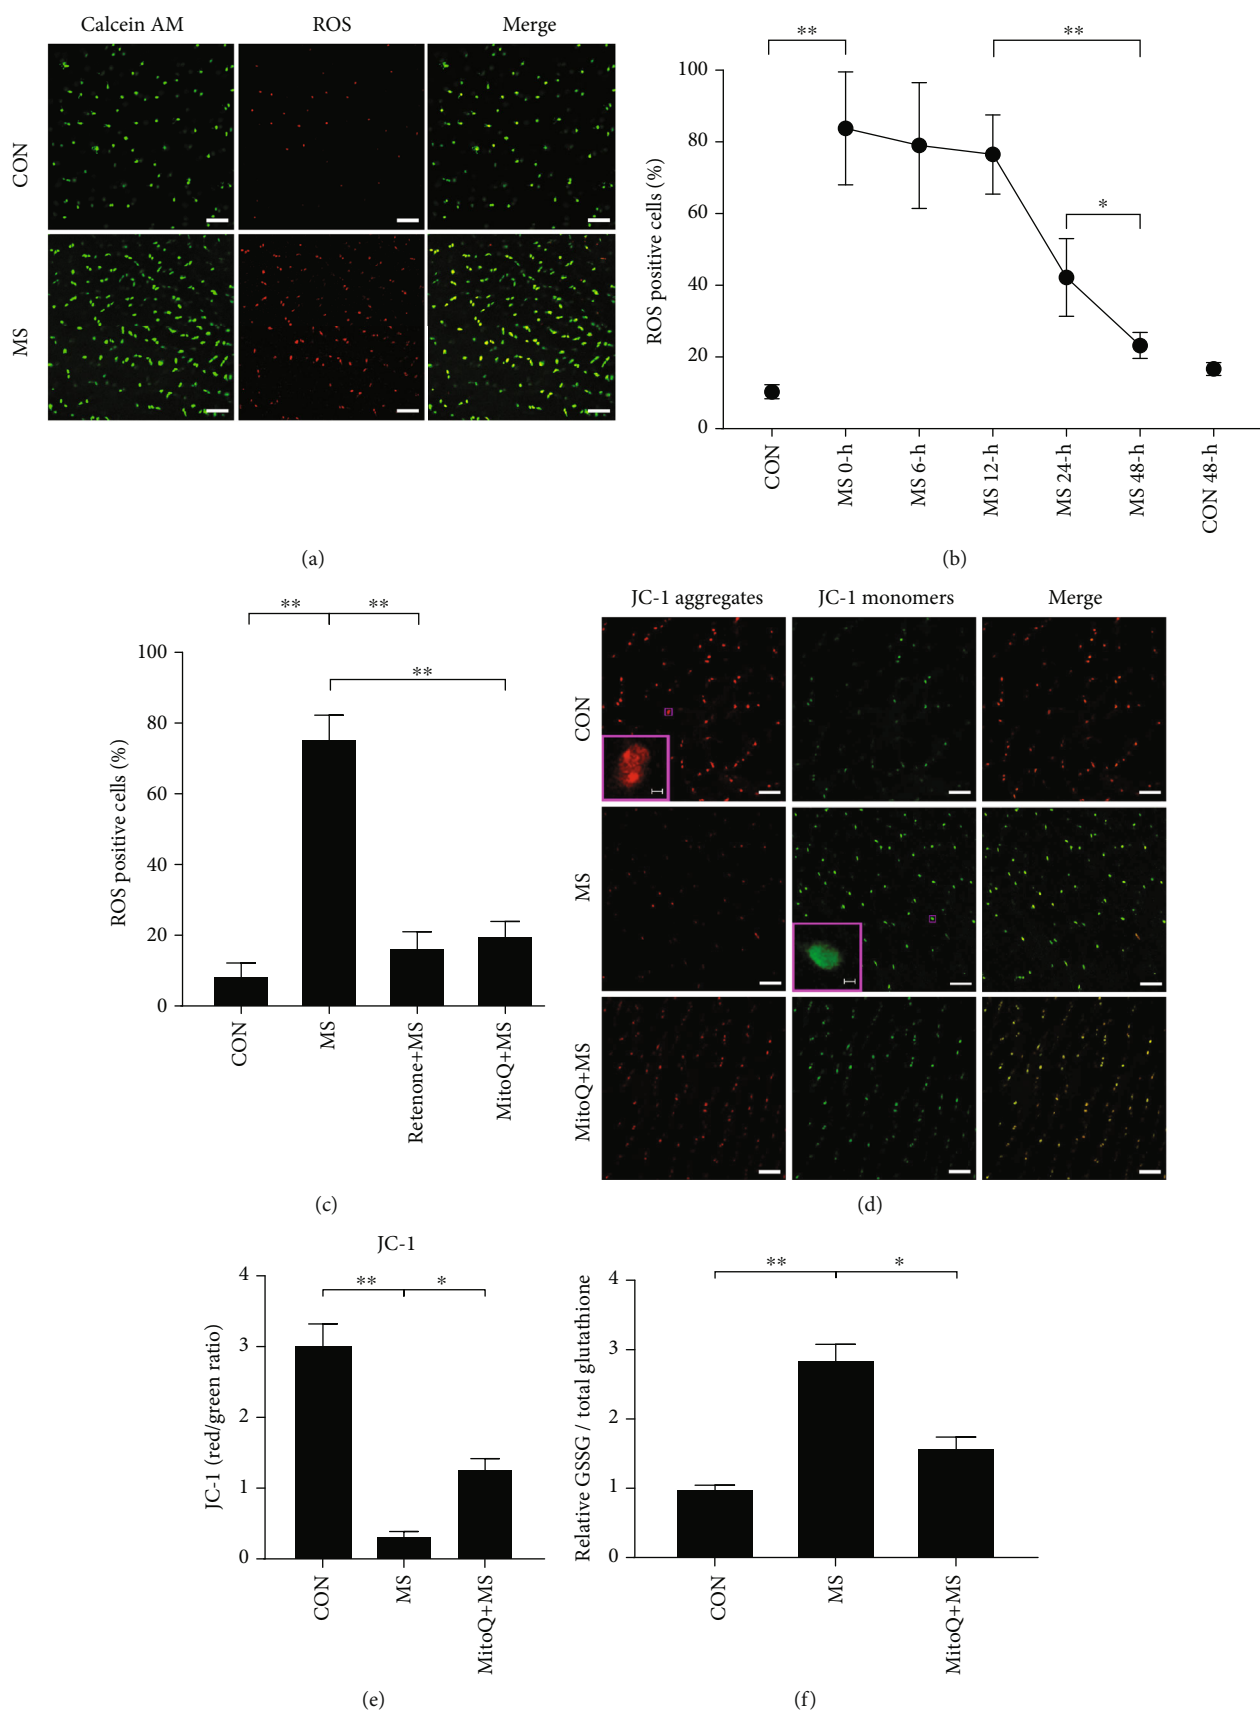 Calcein AM
ROS
Merge
CON
MS
(a)
**
**
*
ROS positive cells (%)
100
80
60
40
20
0
CON
MS 0-h
MS 6-h
MS 12-h
MS 24-h
MS 48-h
CON 48-h
(b)
**
**
**
ROS positive cells (%)
100
80
60
40
20
0
CON
MS
Retenone+MS
MitoQ+MS
(c)
JC-1 aggregates
JC-1 monomers
Merge
CON
MS
MitoQ+MS
(d)
JC-1
**
*
JC-1 (red/green ratio)
4
3
2
1
0
CON
MS
MitoQ+MS
(e)
**
*
Relative GSSG / total glutathione
4
3
2
1
0
CON
MS
MitoQ+MS
(f)